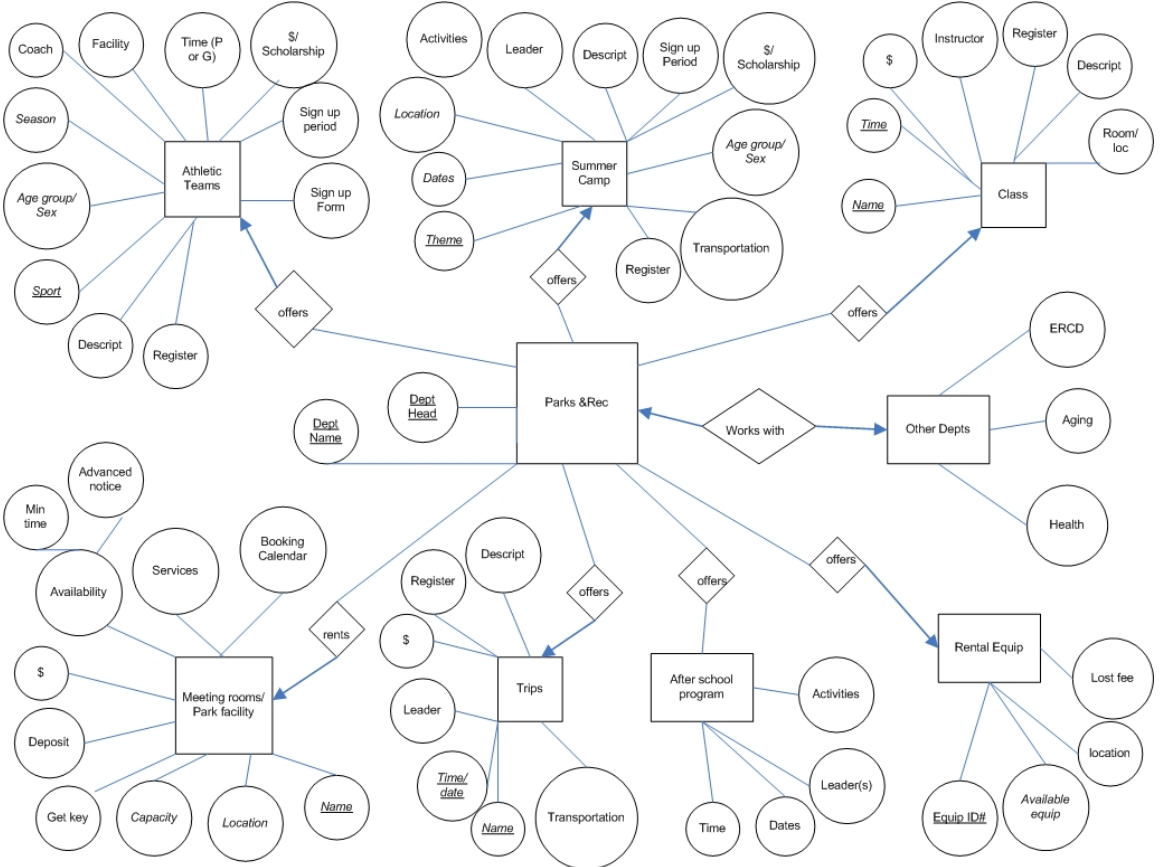 Coach
Facility
Time (P
or G)
$/
Scholarship
Season
Sign up
period
Athletic
Teams
Age group/
Sex
Sign up
Form
Sport
Descript
Register
offers
Activities
Leader
Descript
Sign up
Period
$/
Scholarship
Location
Summer
Camp
Age group/
Sex
Dates
Theme
Register
Transportation
offers
$
Instructor
Register
Descript
Time
Room/
loc
Class
Name
offers
Parks &Rec
Dept
Head
Dept
Name
Works with
Other Depts
ERCD
Aging
Health
Advanced
notice
Min
time
Availability
Services
Booking
Calendar
rents
$
Meeting rooms/
Park facility
Deposit
Get key
Capacity
Location
Name
Register
Descript
offers
$
Trips
Leader
Time/
date
Name
Transportation
offers
After school
program
Activities
Leader(s)
Time
Dates
offers
Rental Equip
Lost fee
location
Equip ID#
Available
equip